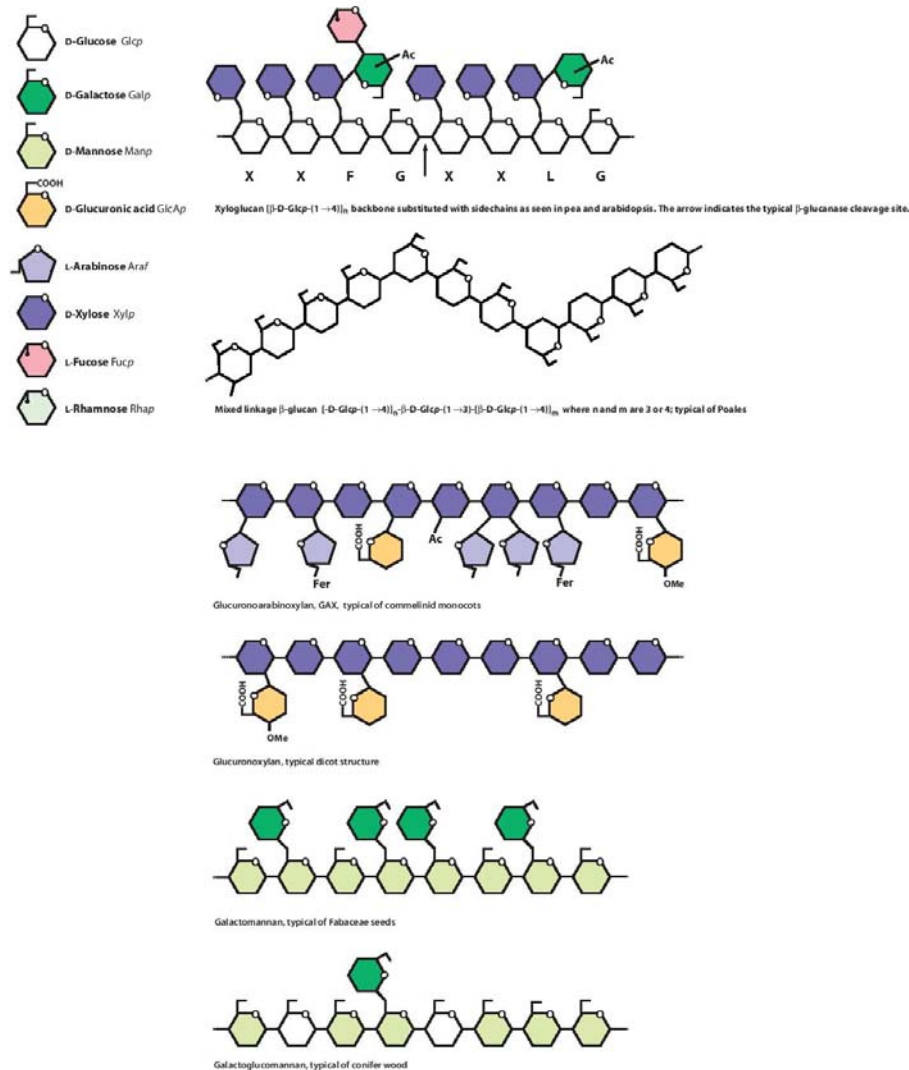 D-Glucose Glcp
D-Galactose Galp
D-Mannose Manp
COOH
D-Glucuronic acid GlcAp
L-Arabinose Araf
D-Xylose Xylp
L-Fucose Fucp
L-Rhamnose Rhap
Ac
Ac
X X F G X X L G
Xyloglucan [β-D-Glcp-(1→4)]n backbone substituted with sidechains as seen in pea and arabidopsis. The arrow indicates the typical β-glucanase cleavage site.
Mixed linkage β-glucan [-D-Glcp-(1→4)]n-β-D-Glcp-(1→3)-[β-D-Glcp-(1→4)]m where n and m are 3 or 4; typical of Poales
COOH
Ac
COOH
Fer
Fer
OMe
Glucuronoarabinoxylan, GAX, typical of commelinid monocots
COOH
COOH
COOH
OMe
Glucuronoxylan, typical dicot structure
Galactomannan, typical of Fabaceae seeds
Galactoglucomannan, typical of conifer wood